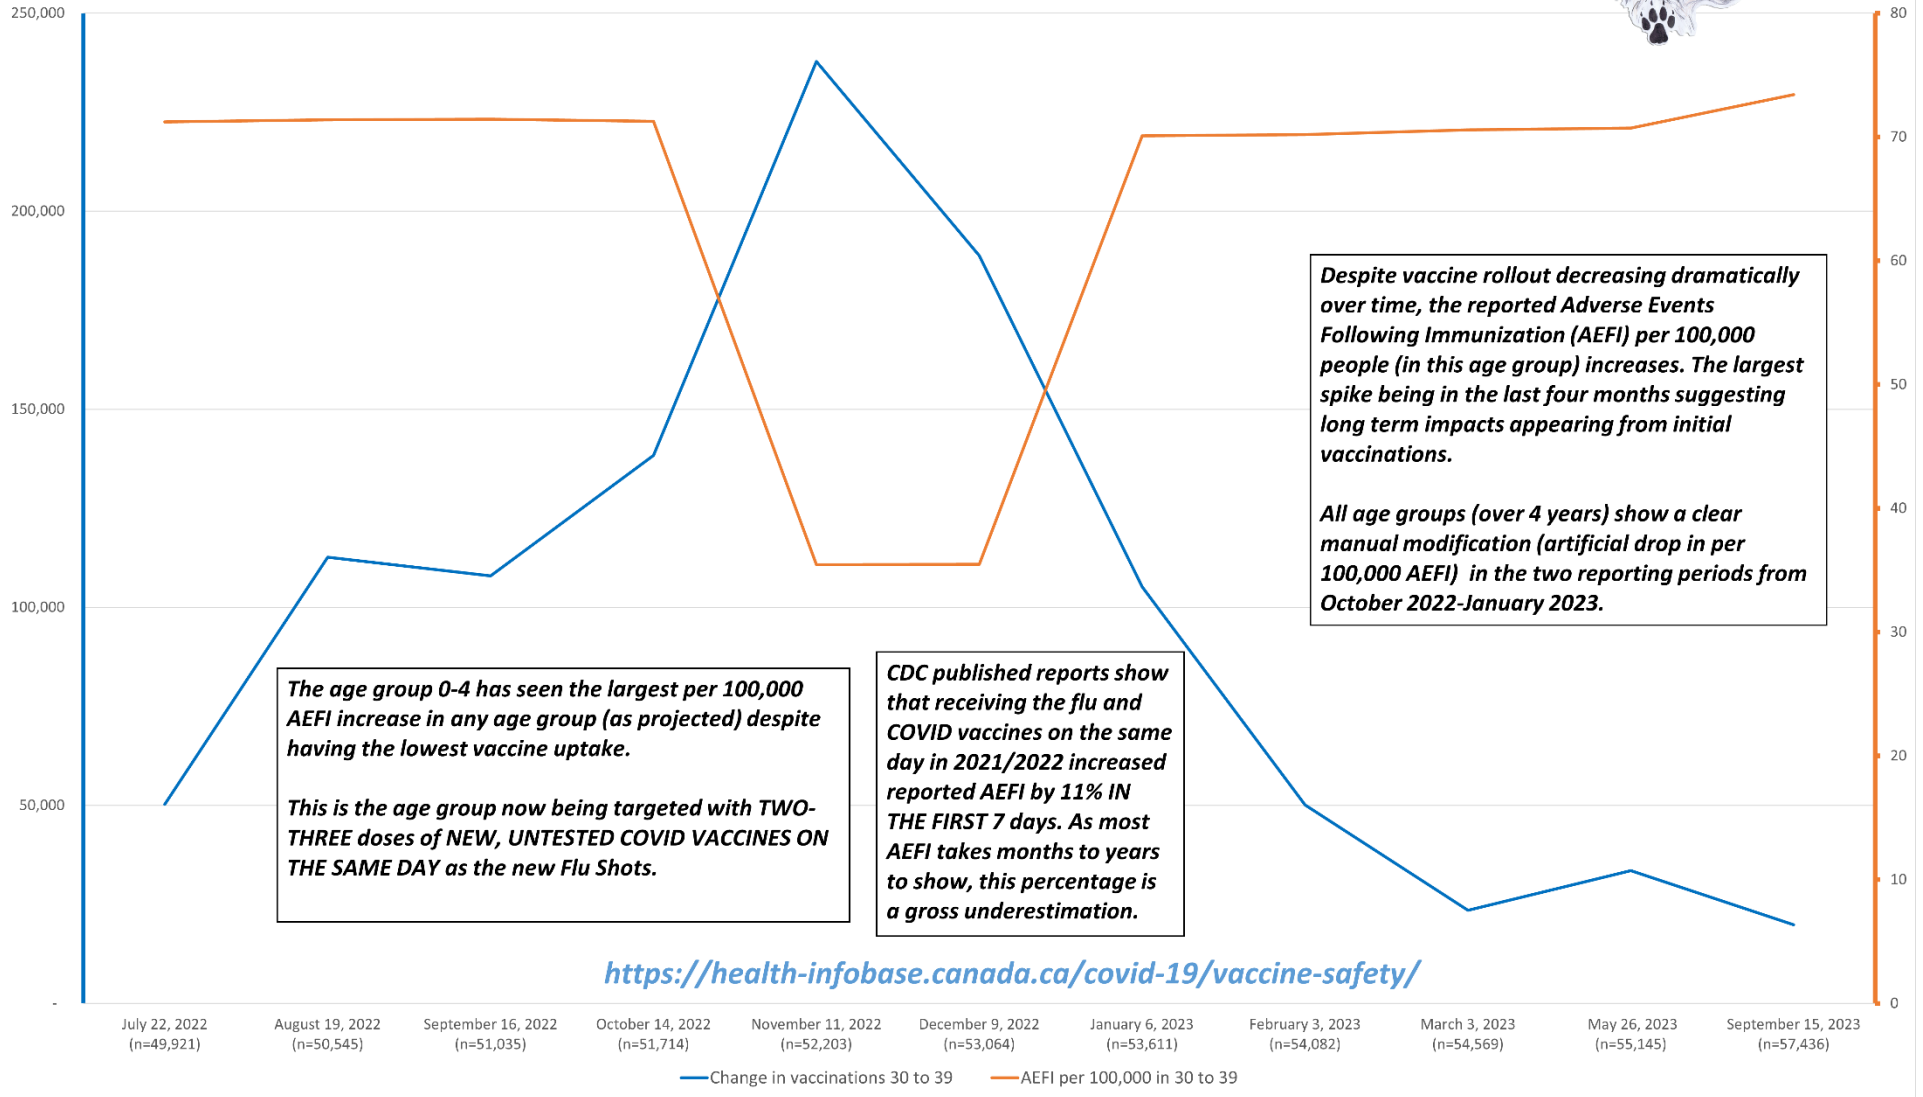 250,000
200,000
150,000
100,000
50,000
-
80
70
60
50
40
30
20
10
0
Despite vaccine rollout decreasing dramatically
over time, the reported Adverse Events
Following Immunization (AEFI) per 100,000
people (in this age group) increases. The largest
spike being in the last four months suggesting
long term impacts appearing from initial
vaccinations.
All age groups (over 4 years) show a clear
manual modification (artificial drop in per
100,000 AEFI) in the two reporting periods from
October 2022-January 2023.
The age group 0-4 has seen the largest per 100,000
AEFI increase in any age group (as projected) despite
having the lowest vaccine uptake.
This is the age group now being targeted with TWO-
THREE doses of NEW, UNTESTED COVID VACCINES ON
THE SAME DAY as the new Flu Shots.
CDC published reports show
that receiving the flu and
COVID vaccines on the same
day in 2021/2022 increased
reported AEFI by 11% IN
THE FIRST 7 days. As most
AEFI takes months to years
to show, this percentage is
a gross underestimation.
https://health-infobase.canada.ca/covid-19/vaccine-safety/
July 22, 2022
(n=49,921)
August 19, 2022
(n=50,545)
September 16, 2022
(n=51,035)
October 14, 2022
(n=51,714)
November 11, 2022
(n=52,203)
December 9, 2022
(n=53,064)
January 6, 2023
(n=53,611)
February 3, 2023
(n=54,082)
March 3, 2023
(n=54,569)
May 26, 2023
(n=55,145)
September 15, 2023
(n=57,436)
Change in vaccinations 30 to 39
AEFI per 100,000 in 30 to 39